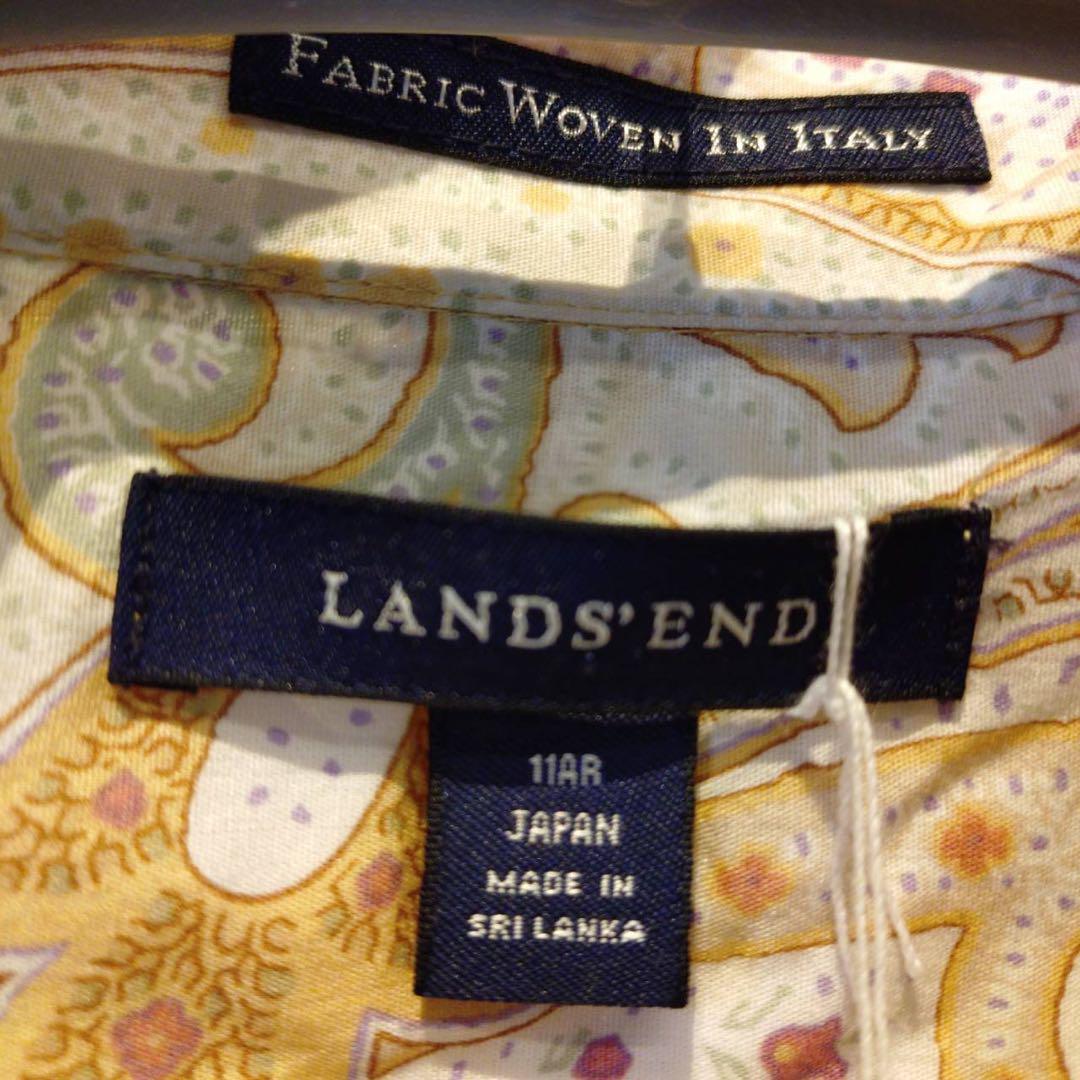 FABRIC WOVEN IN ITALY
LANDS' END
11AR
JAPAN
MADE IN
SRI LANKA